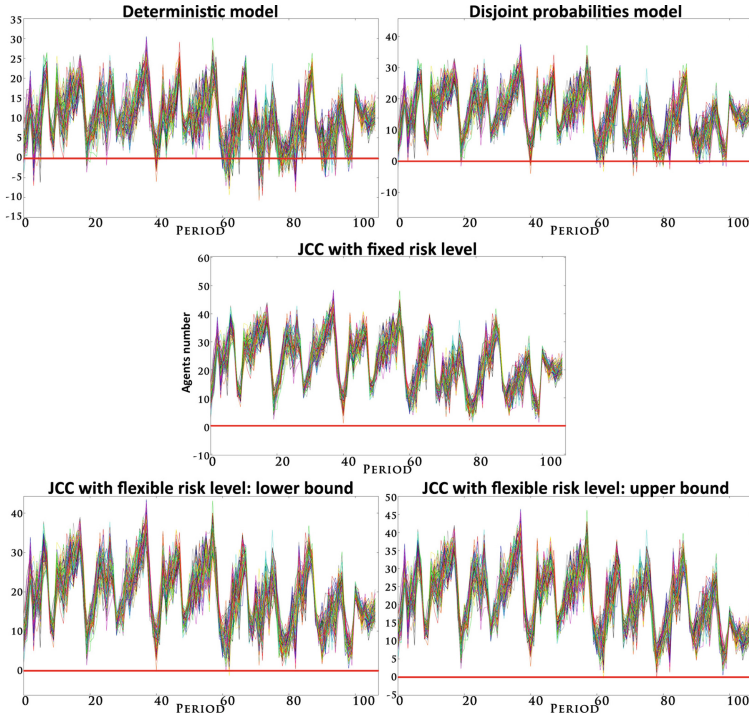 Deterministic model
35
30
25
20
15
10
5
0
-5
-10
15
0 20 40 60 80 100
PERIOD
Disjoint probabilities model
40
30
20
10
0
-10
0 20 40 60 80 100
PERIOD
JCC with fixed risk level
Agents number
60
50
40
30
20
10
0
-10
0 20 40 60 80 100
PERIOD
JCC with flexible risk level: lower bound
40
30
20
10
0
0 20 40 60 80 100
PERIOD
JCC with flexible risk level: upper bound
50
45
40
35
30
25
20
15
10
5
0
-5
0 20 40 60 80 100
PERIOD